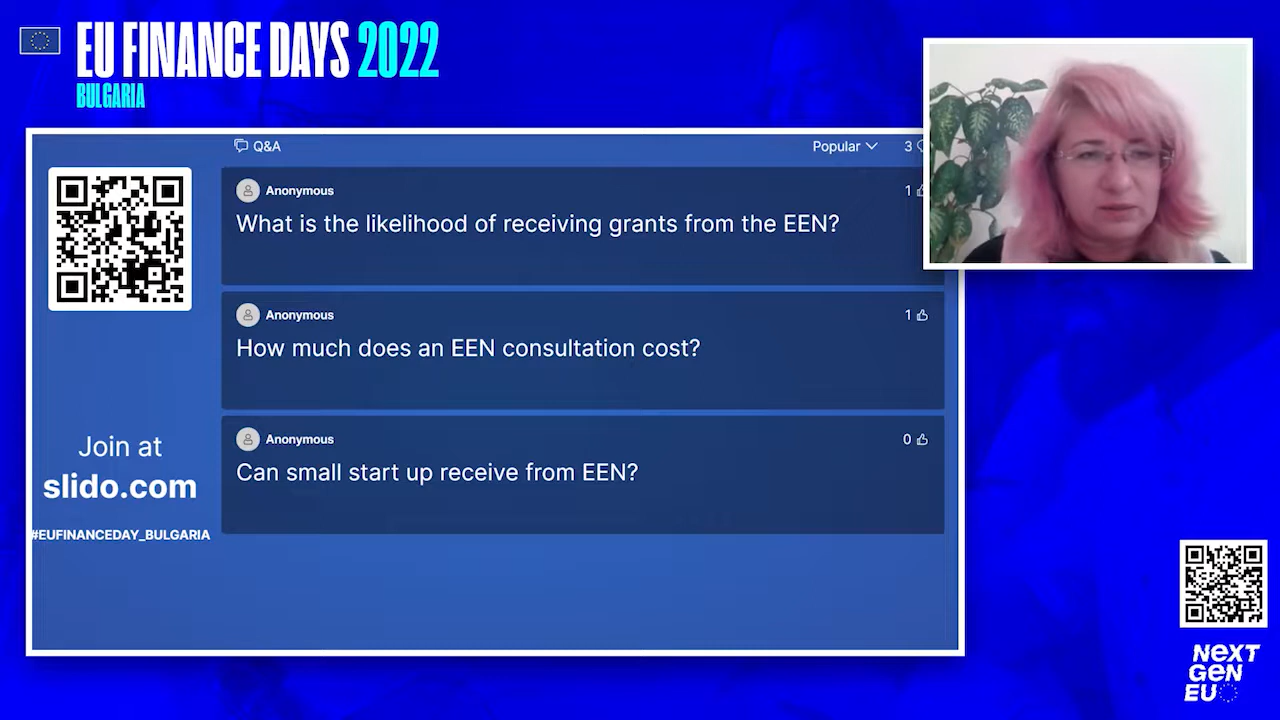 EU FINANCE DAYS 2022
BULGARIA
Q&A
Popular
3
Anonymous
1
What is the likelihood of receiving grants from the EEN?
Anonymous
1
How much does an EEN consultation cost?
Anonymous
0
Can small start up receive from EEN?
Join at
slido.com
#EUFINANCEDAY_BULGARIA
NEXT
GEN
EU